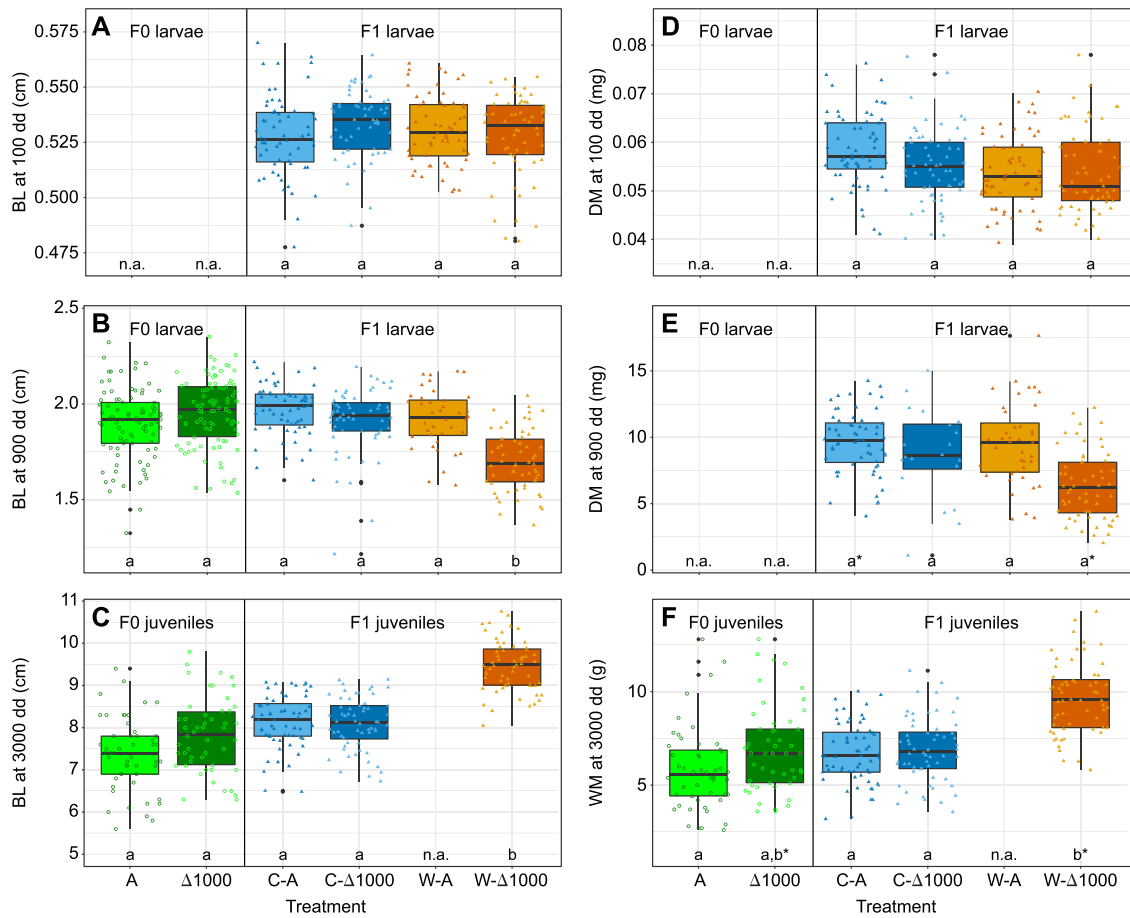 A
F0 larvae
F1 larvae
BL at 100 dd (cm)
0.575
0.550
0.525
0.500
0.475
n.a.
n.a.
a
a
a
a
D
F0 larvae
F1 larvae
DM at 100 dd (mg)
0.08
0.07
0.06
0.05
0.04
n.a.
n.a.
a
a
a
a
B
F0 larvae
F1 larvae
BL at 900 dd (cm)
2.5
2.0
1.5
a
a
a
a
a
b
E
F0 larvae
F1 larvae
DM at 900 dd (mg)
15
10
5
0
n.a.
n.a.
a*
a
a
a*
C
F0 juveniles
F1 juveniles
BL at 3000 dd (cm)
11
10
9
8
7
6
5
a
a
a
a
n.a.
b
A
Δ1000
C-A
C-Δ1000
W-A
W-Δ1000
Treatment
F
F0 juveniles
F1 juveniles
WM at 3000 dd (g)
10
5
a
a,b*
a
a
n.a.
b*
A
Δ1000
C-A
C-Δ1000
W-A
W-Δ1000
Treatment